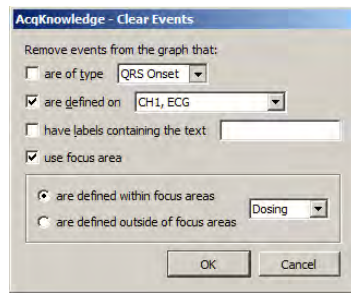 AcqKnowledge - Clear Events
Remove events from the graph that:
are of type QRS Onset
are defined on CH1, ECG
have labels containing the text
use focus area
are defined within focus areas
Dosing
are defined outside of focus areas
OK Cancel